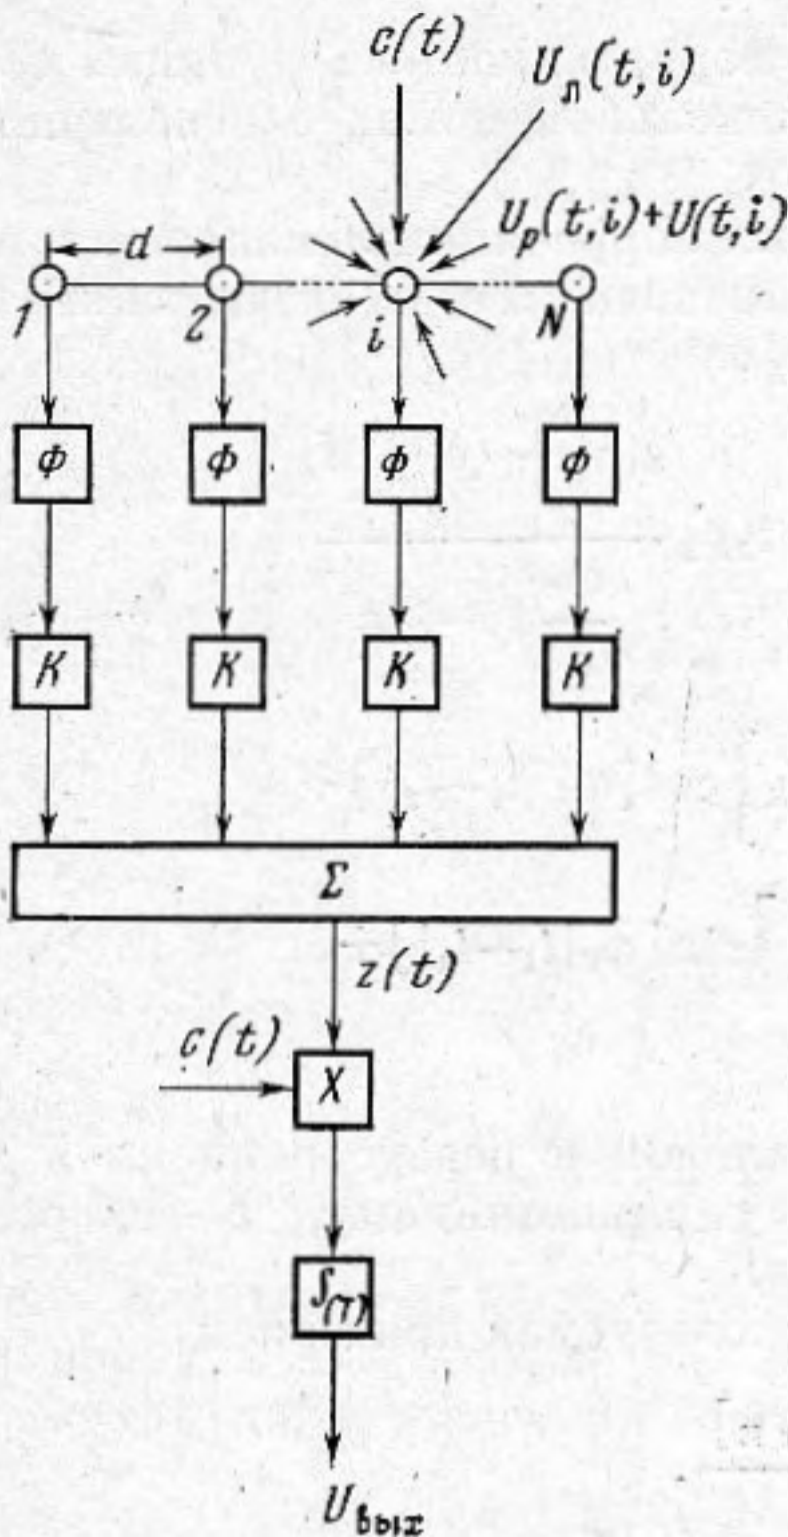 c(t)
U_л(t, i)
U_p(t, i) + U(t, i)
d
1 2 i N
Ф Ф Ф Ф
К К К К
Σ
z(t)
c(t)
X
∫(T)
U_вых